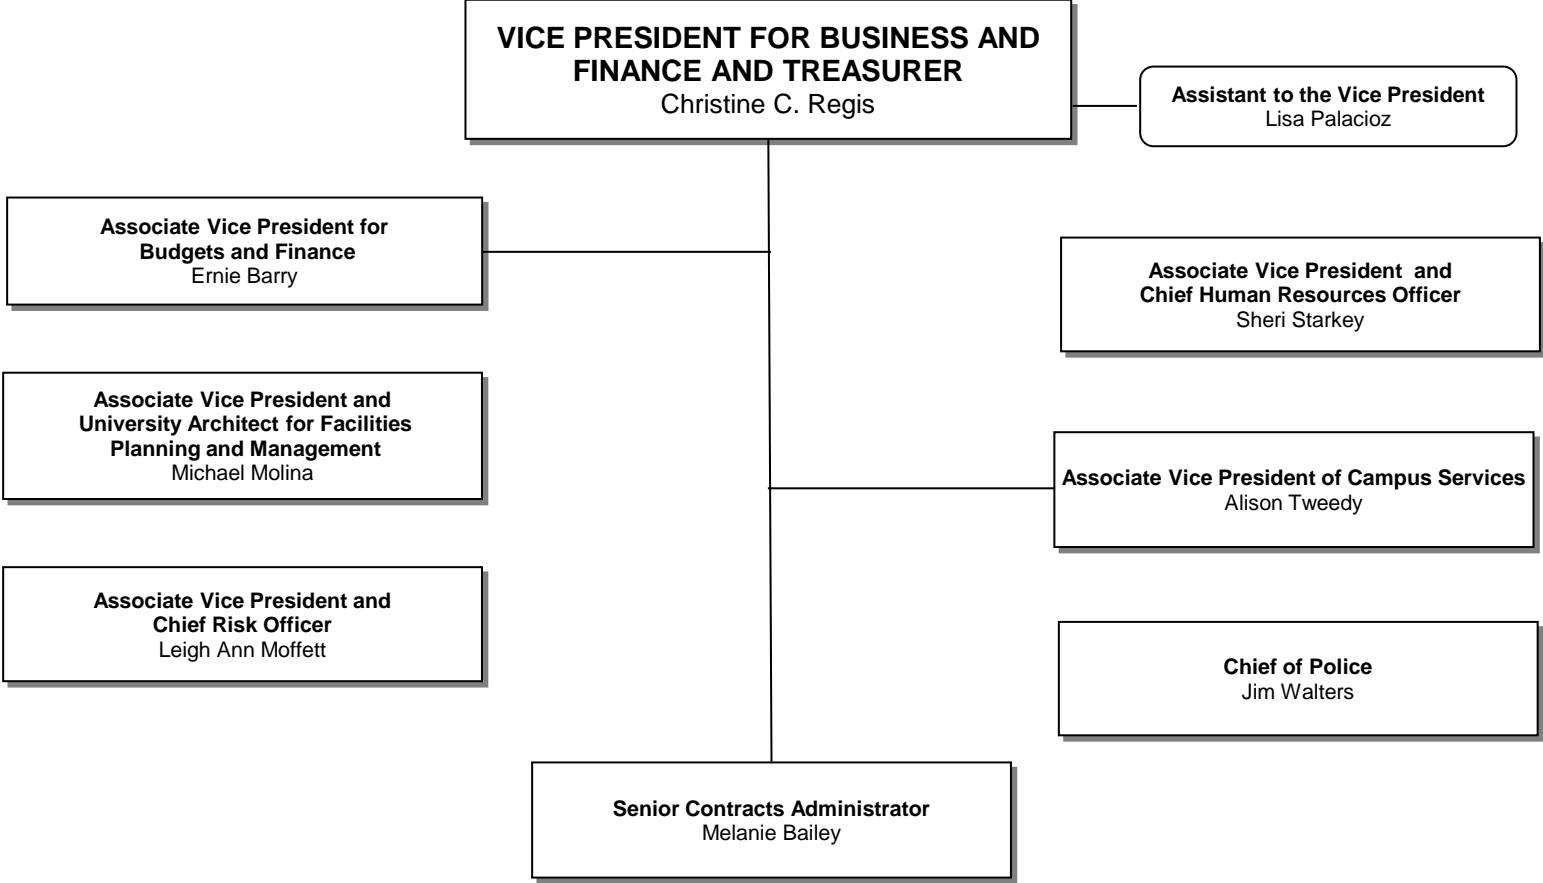 VICE PRESIDENT FOR BUSINESS AND
FINANCE AND TREASURER
Christine C. Regis
Assistant to the Vice President
Lisa Palacioz
Associate Vice President for
Budgets and Finance
Ernie Barry
Associate Vice President and
Chief Human Resources Officer
Sheri Starkey
Associate Vice President and
University Architect for Facilities
Planning and Management
Michael Molina
Associate Vice President of Campus Services
Alison Tweedy
Associate Vice President and
Chief Risk Officer
Leigh Ann Moffett
Chief of Police
Jim Walters
Senior Contracts Administrator
Melanie Bailey